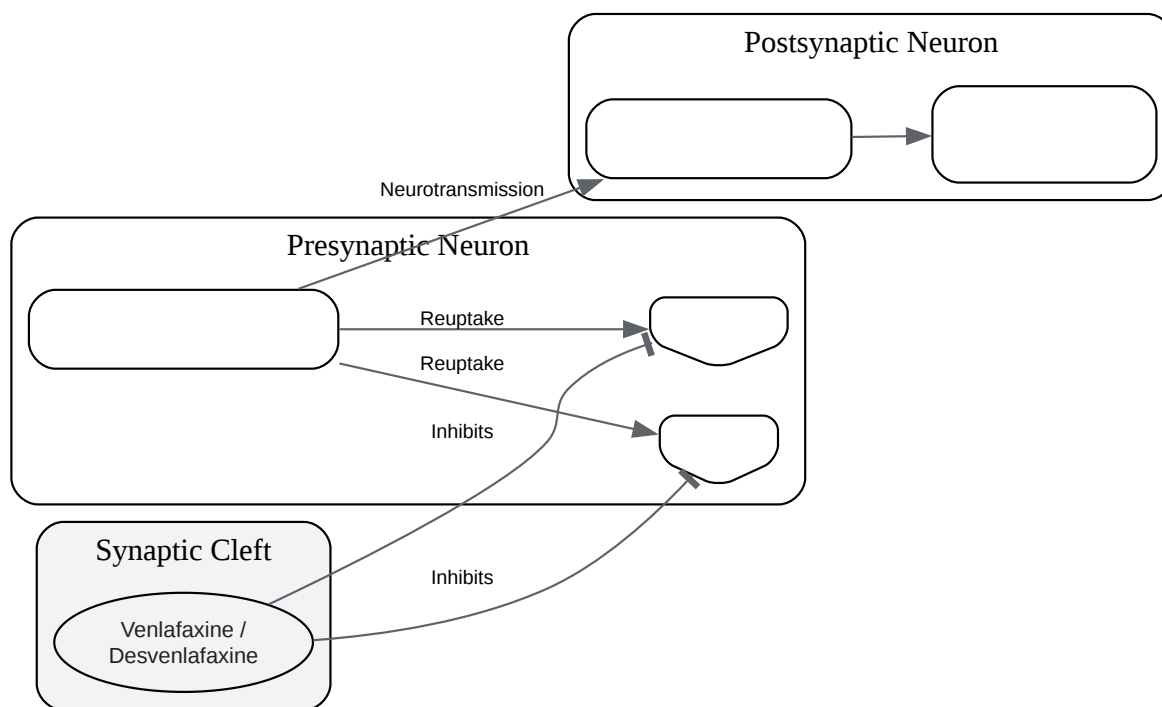 Postsynaptic Neuron
Neurotransmission
Presynaptic Neuron
Reuptake
Reuptake
Inhibits
Synaptic Cleft
Inhibits
Venlafaxine /
Desvenlafaxine